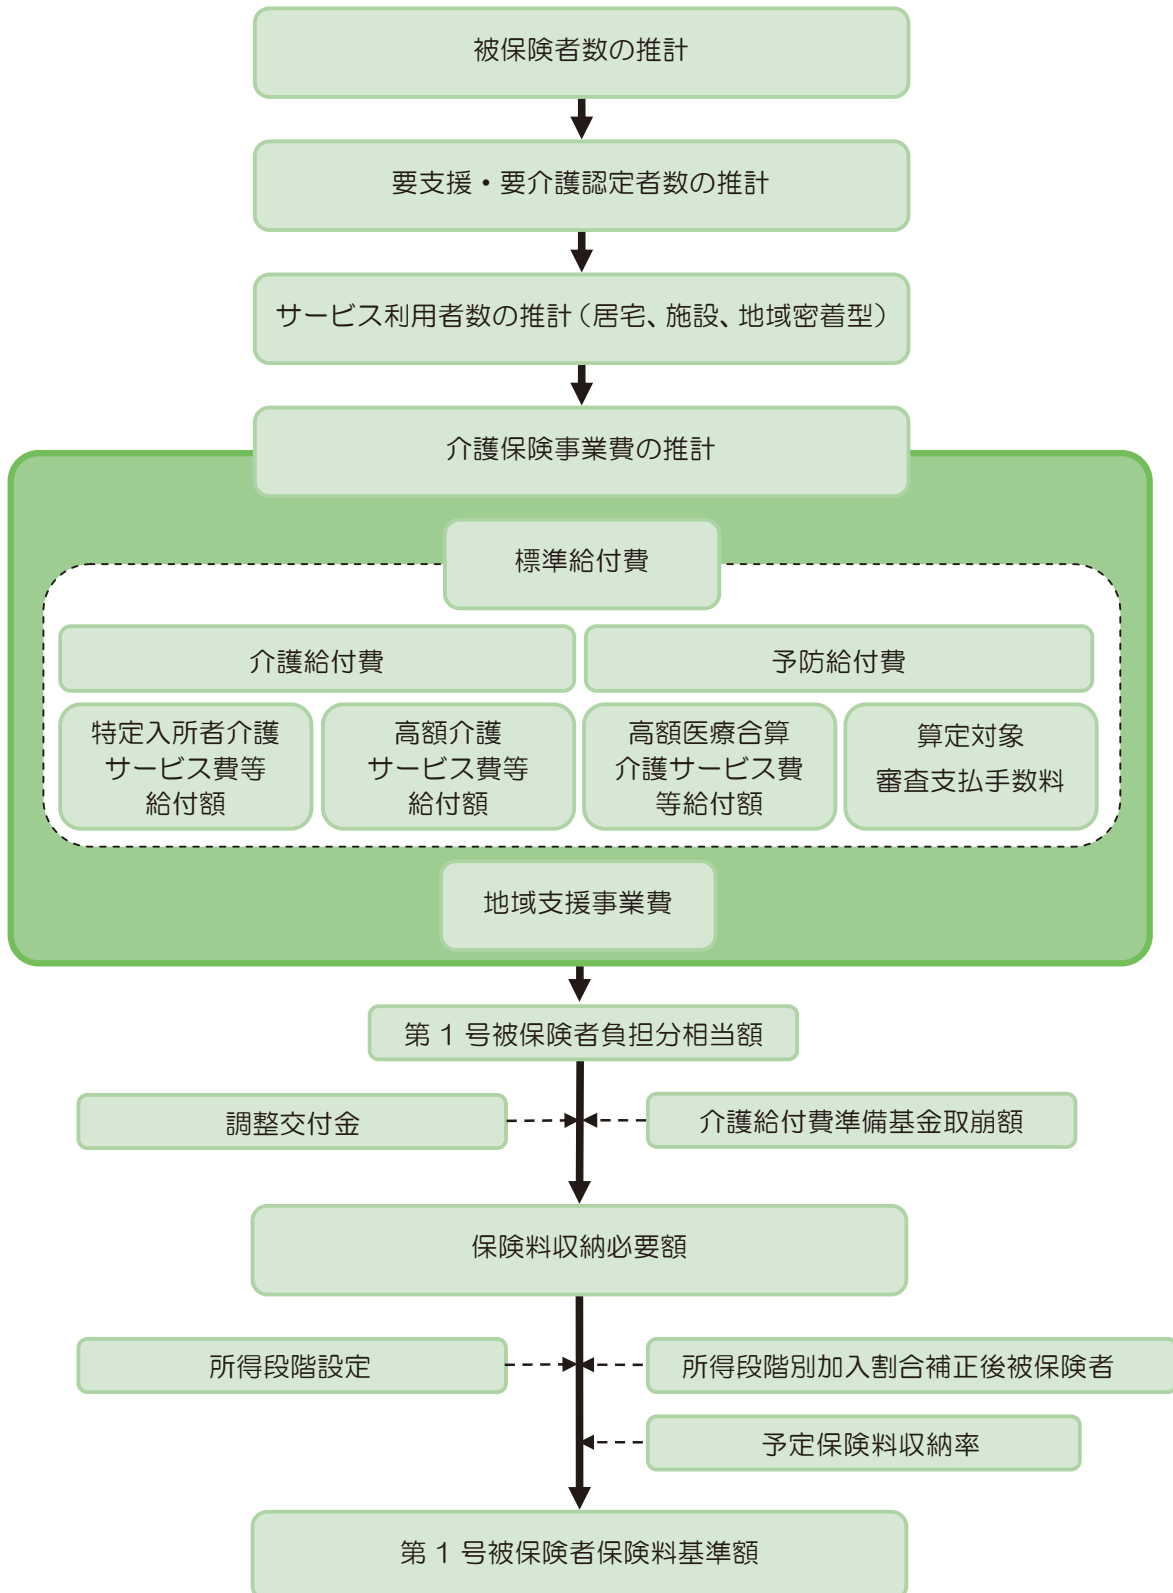 被保険者数の推計
要支援・要介護認定者数の推計
サービス利用者数の推計（居宅、施設、地域密着型）
介護保険事業費の推計
標準給付費
介護給付費
予防給付費
特定入所者介護
サービス費等
給付額
高額介護
サービス費等
給付額
高額医療合算
介護サービス費
等給付額
算定対象
審査支払手数料
地域支援事業費
第 1 号被保険者負担分相当額
調整交付金
介護給付費準備基金取崩額
保険料収納必要額
所得段階設定
所得段階別加入割合補正後被保険者
予定保険料収納率
第 1 号被保険者保険料基準額